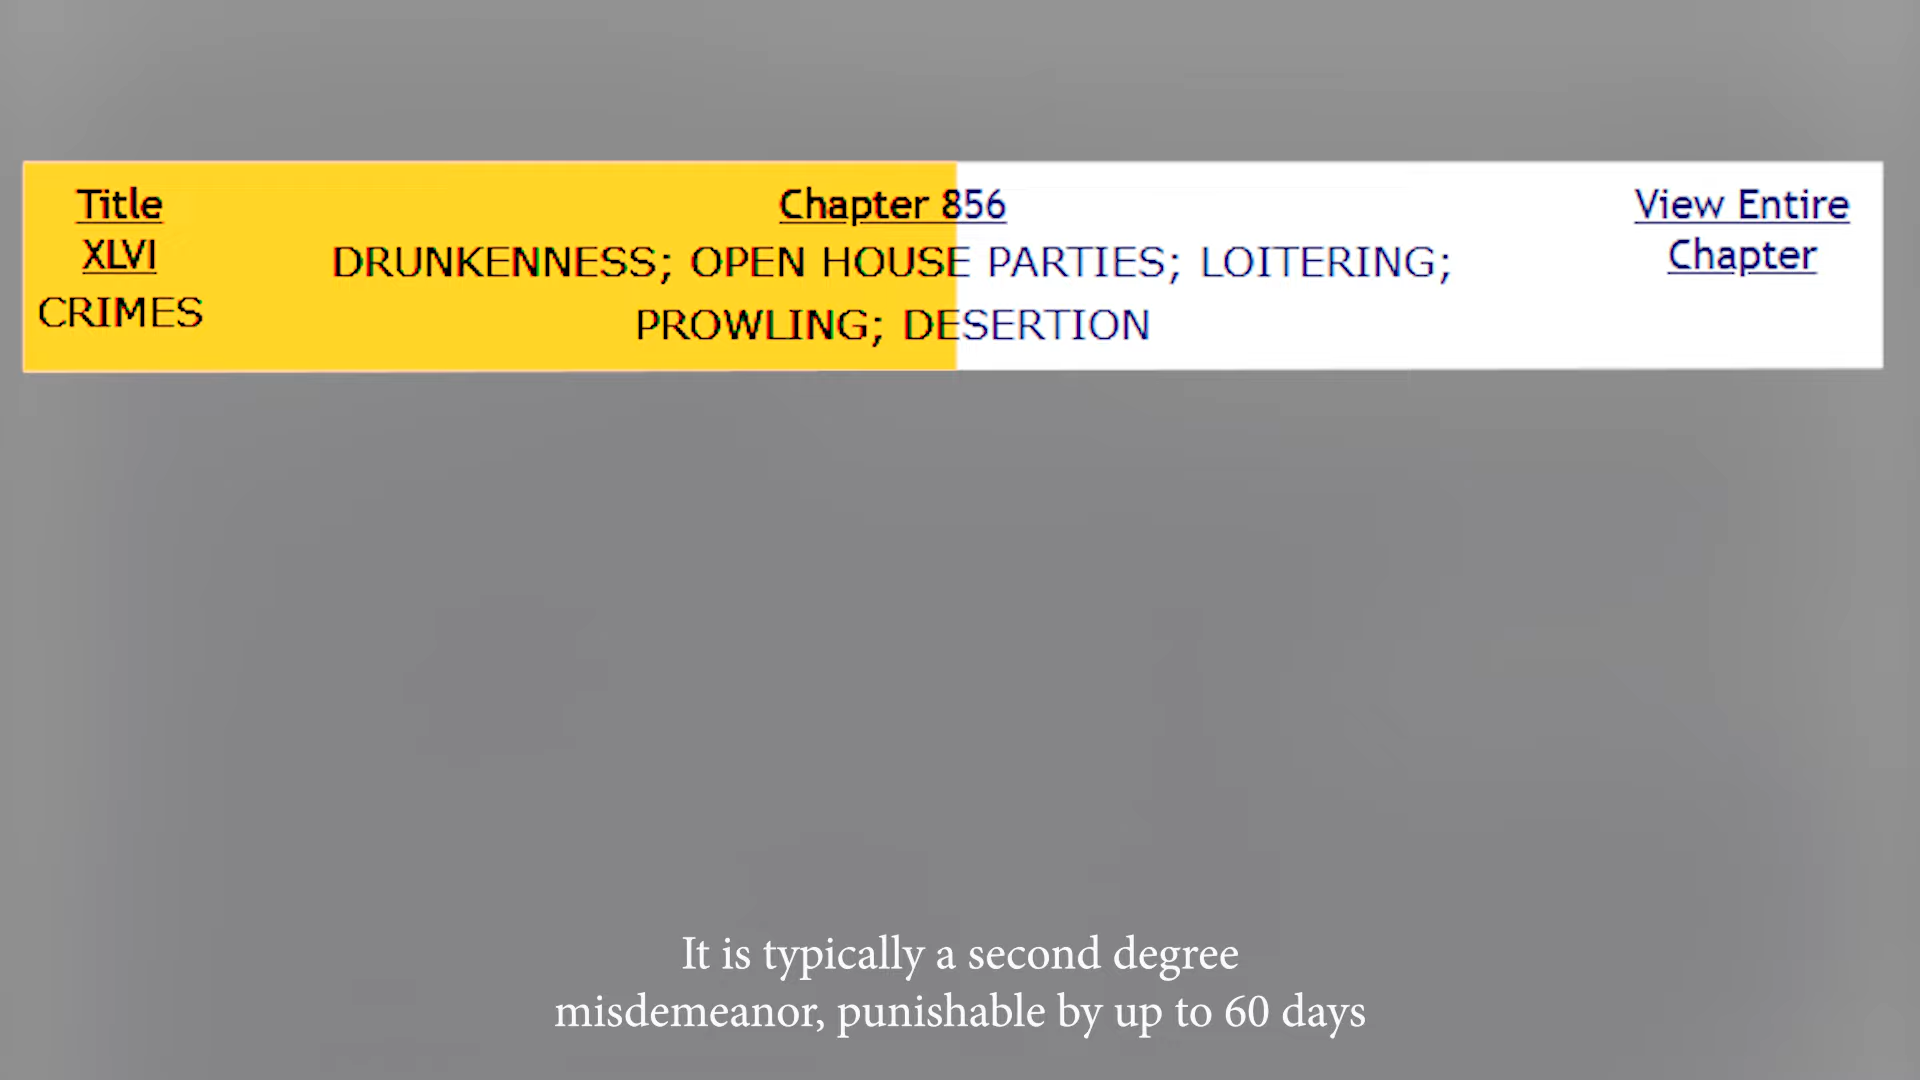 Title
XLVI
CRIMES
Chapter 856
DRUNKENNESS; OPEN HOUSE PARTIES; LOITERING;
PROWLING; DESERTION
View Entire
Chapter
It is typically a second degree
misdemeanor, punishable by up to 60 days